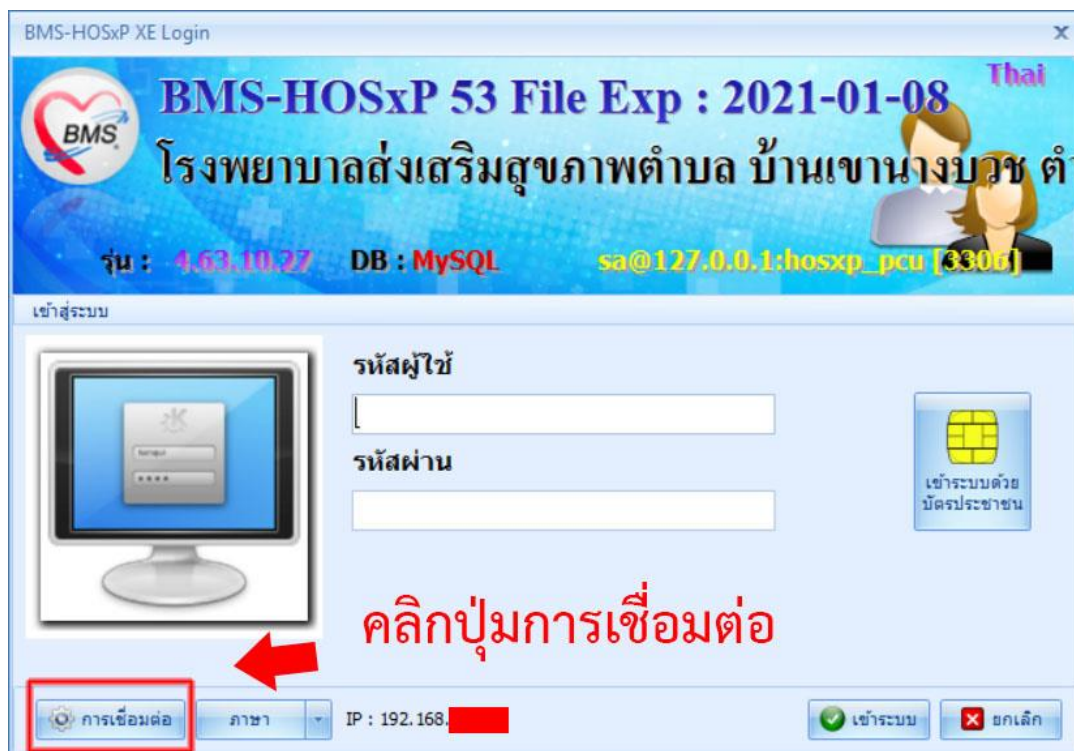 BMS-HOSxP XE Login
Thai
BMS
BMS-HOSxP 53 File Exp : 2021-01-08
โรงพยาบาลส่งเสริมสุขภาพตำบล บ้านเขานางบวช ตำ
รุ่น : 4.63.10.27 DB : MySQL sa@127.0.0.1:hosxp_pcu [3306]
เข้าสู่ระบบ
รหัสผู้ใช้
รหัสผ่าน
เข้าระบบด้วย
บัตรประชาชน
คลิกปุ่มการเชื่อมต่อ
การเชื่อมต่อ ภาษา IP : 192.168. เข้าระบบ ยกเลิก